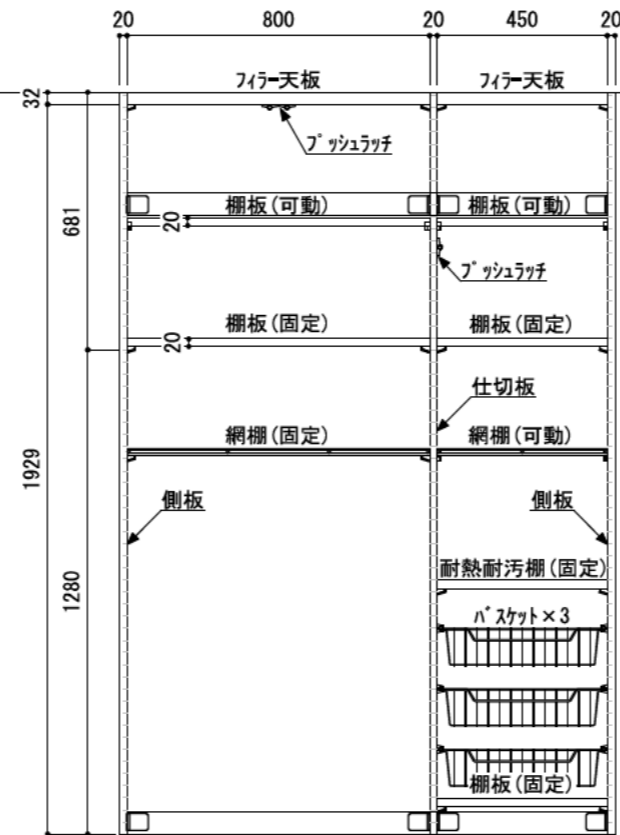 20 800 20 450 20
フィラー天板 フィラー天板
32
プッシュラッチ
681
棚板(可動) 棚板(可動)
20
プッシュラッチ
棚板(固定) 棚板(固定)
20
仕切板
網棚(固定) 網棚(可動)
1929
側板 側板
1280
耐熱耐汚棚(固定)
バスケット×3
棚板(固定)